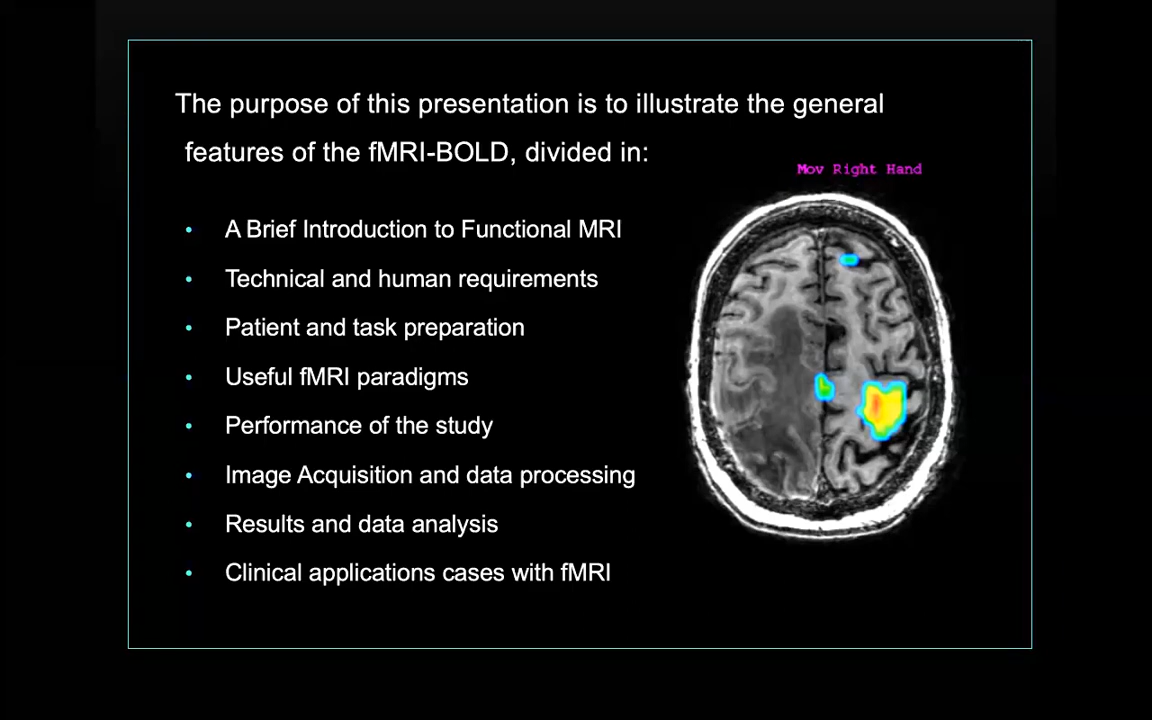 The purpose of this presentation is to illustrate the general
features of the fMRI-BOLD, divided in:
Mov Right Hand
• A Brief Introduction to Functional MRI
• Technical and human requirements
• Patient and task preparation
• Useful fMRI paradigms
• Performance of the study
• Image Acquisition and data processing
• Results and data analysis
• Clinical applications cases with fMRI